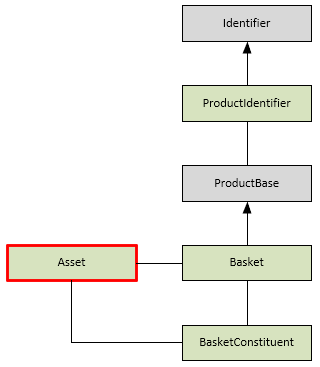 Identifier
ProductIdentifier
ProductBase
Asset
Basket
BasketConstituent